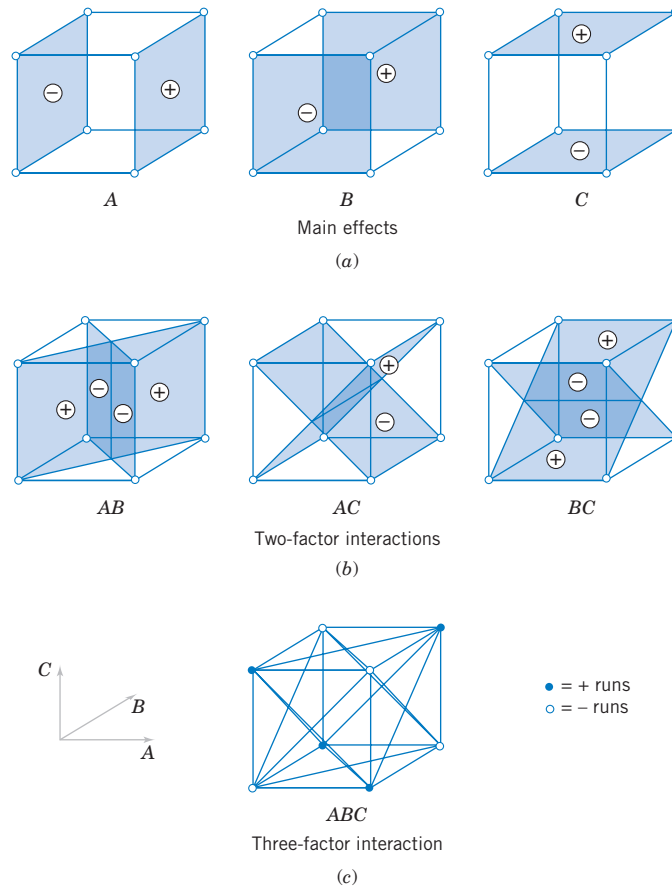 − + + − + −
A B C
Main effects
(a)
+ − − + + − + − − +
AB AC BC
Two-factor interactions
(b)
C
B
A
= + runs
= − runs
ABC
Three-factor interaction
(c)